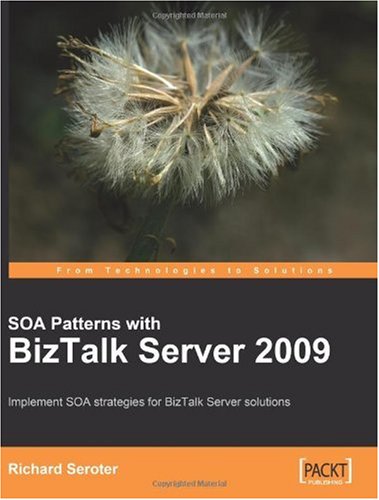 Copyrighted Material
From Technologies to Solutions
SOA Patterns with
BizTalk Server 2009
Implement SOA strategies for BizTalk Server solutions
Richard Seroter
PACKT
PUBLISHING
Copyrighted Material